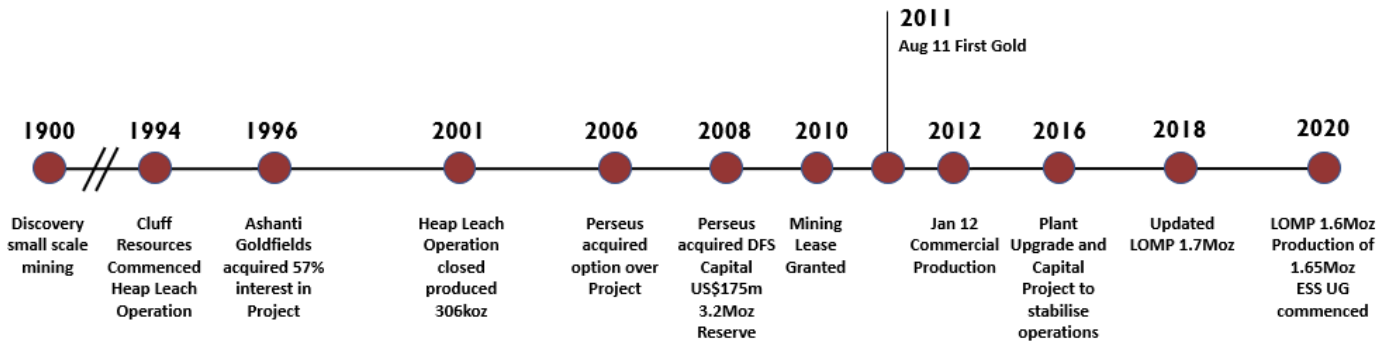 2011
Aug 11 First Gold
1900
Discovery
small scale
mining
1994
Cluff
Resources
Commenced
Heap Leach
Operation
1996
Ashanti
Goldfields
acquired 57%
interest in
Project
2001
Heap Leach
Operation
closed
produced
306koz
2006
Perseus
acquired
option over
Project
2008
Perseus
acquired DFS
Capital
US$175m
3.2Moz
Reserve
2010
Mining
Lease
Granted
2012
Jan 12
Commercial
Production
2016
Plant
Upgrade and
Capital
Project to
stabilise
operations
2018
Updated
LOMP 1.7Moz
2020
LOMP 1.6Moz
Production of
1.65Moz
ESS UG
commenced